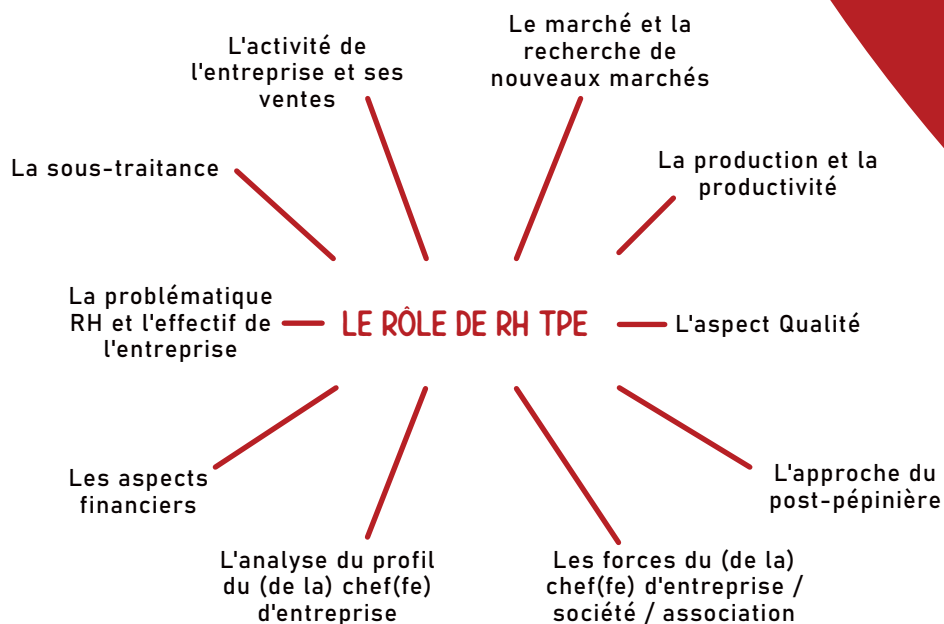 Le marché et la
recherche de
nouveaux marchés
L'activité de
l'entreprise et ses
ventes
La sous-traitance
La production et la
productivité
La problématique
RH et l'effectif de
l'entreprise
LE RÔLE DE RH TPE
L'aspect Qualité
Les aspects
financiers
L'approche du
post-pépinière
L'analyse du profil
du (de la) chef(fe)
d'entreprise
Les forces du (de la)
chef(fe) d'entreprise /
société / association